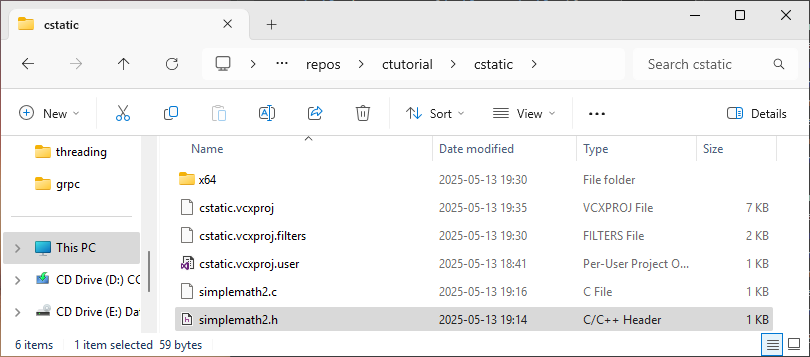 cstatic
repos ctutorial cstatic Search cstatic
New Sort View Details
Name Date modified Type Size
threading
grpc
This PC
CD Drive (D:) CC
CD Drive (E:) Dat
x64 2025-05-13 19:30 File folder
cstatic.vcxproj 2025-05-13 19:35 VCXPROJ File 7 KB
cstatic.vcxproj.filters 2025-05-13 19:30 FILTERS File 2 KB
cstatic.vcxproj.user 2025-05-13 18:41 Per-User Project O... 1 KB
simplemath2.c 2025-05-13 19:16 C File 1 KB
simplemath2.h 2025-05-13 19:14 C/C++ Header 1 KB
6 items 1 item selected 59 bytes